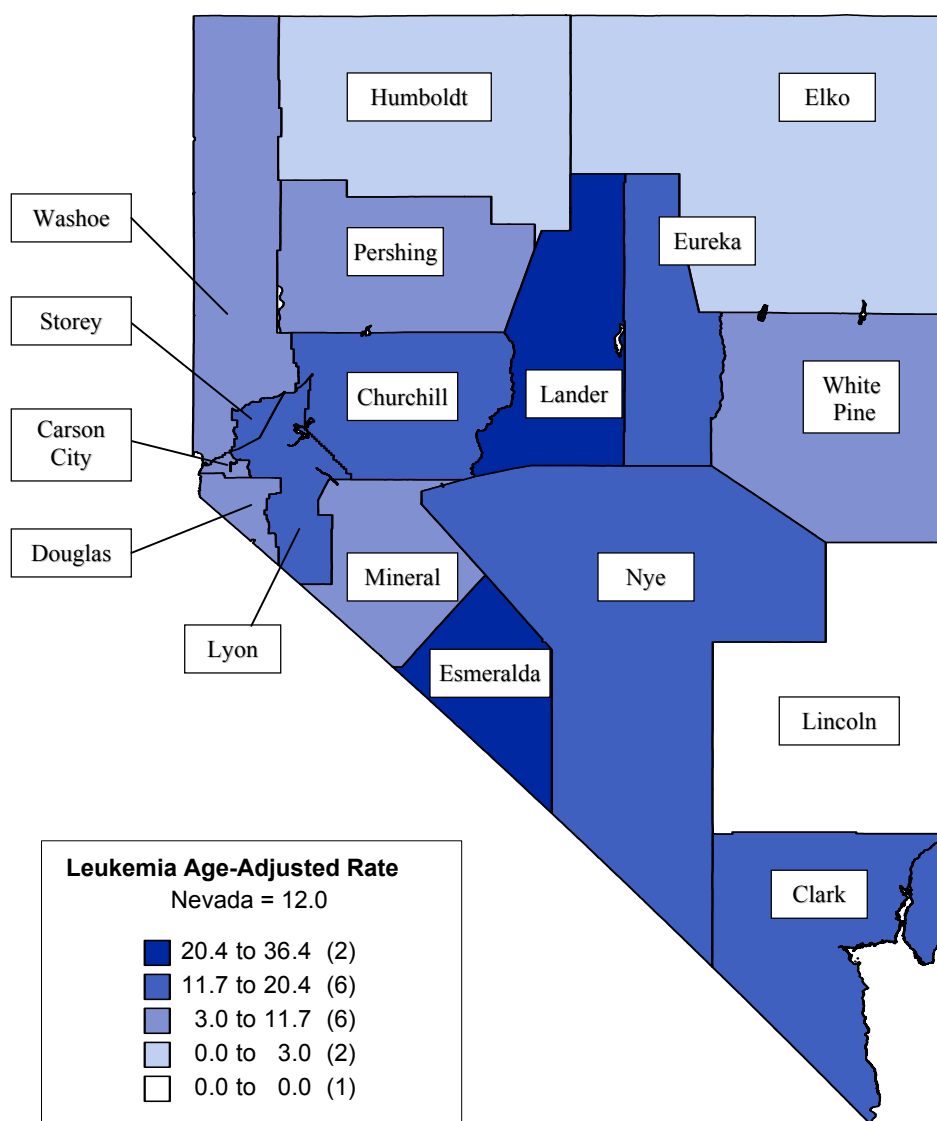 Humboldt
Elko
Washoe
Pershing
Eureka
Storey
Churchill
Lander
White
Pine
Carson
City
Douglas
Mineral
Nye
Lyon
Esmeralda
Lincoln
Clark
Leukemia Age-Adjusted Rate
Nevada = 12.0
20.4 to 36.4 (2)
11.7 to 20.4 (6)
3.0 to 11.7 (6)
0.0 to 3.0 (2)
0.0 to 0.0 (1)